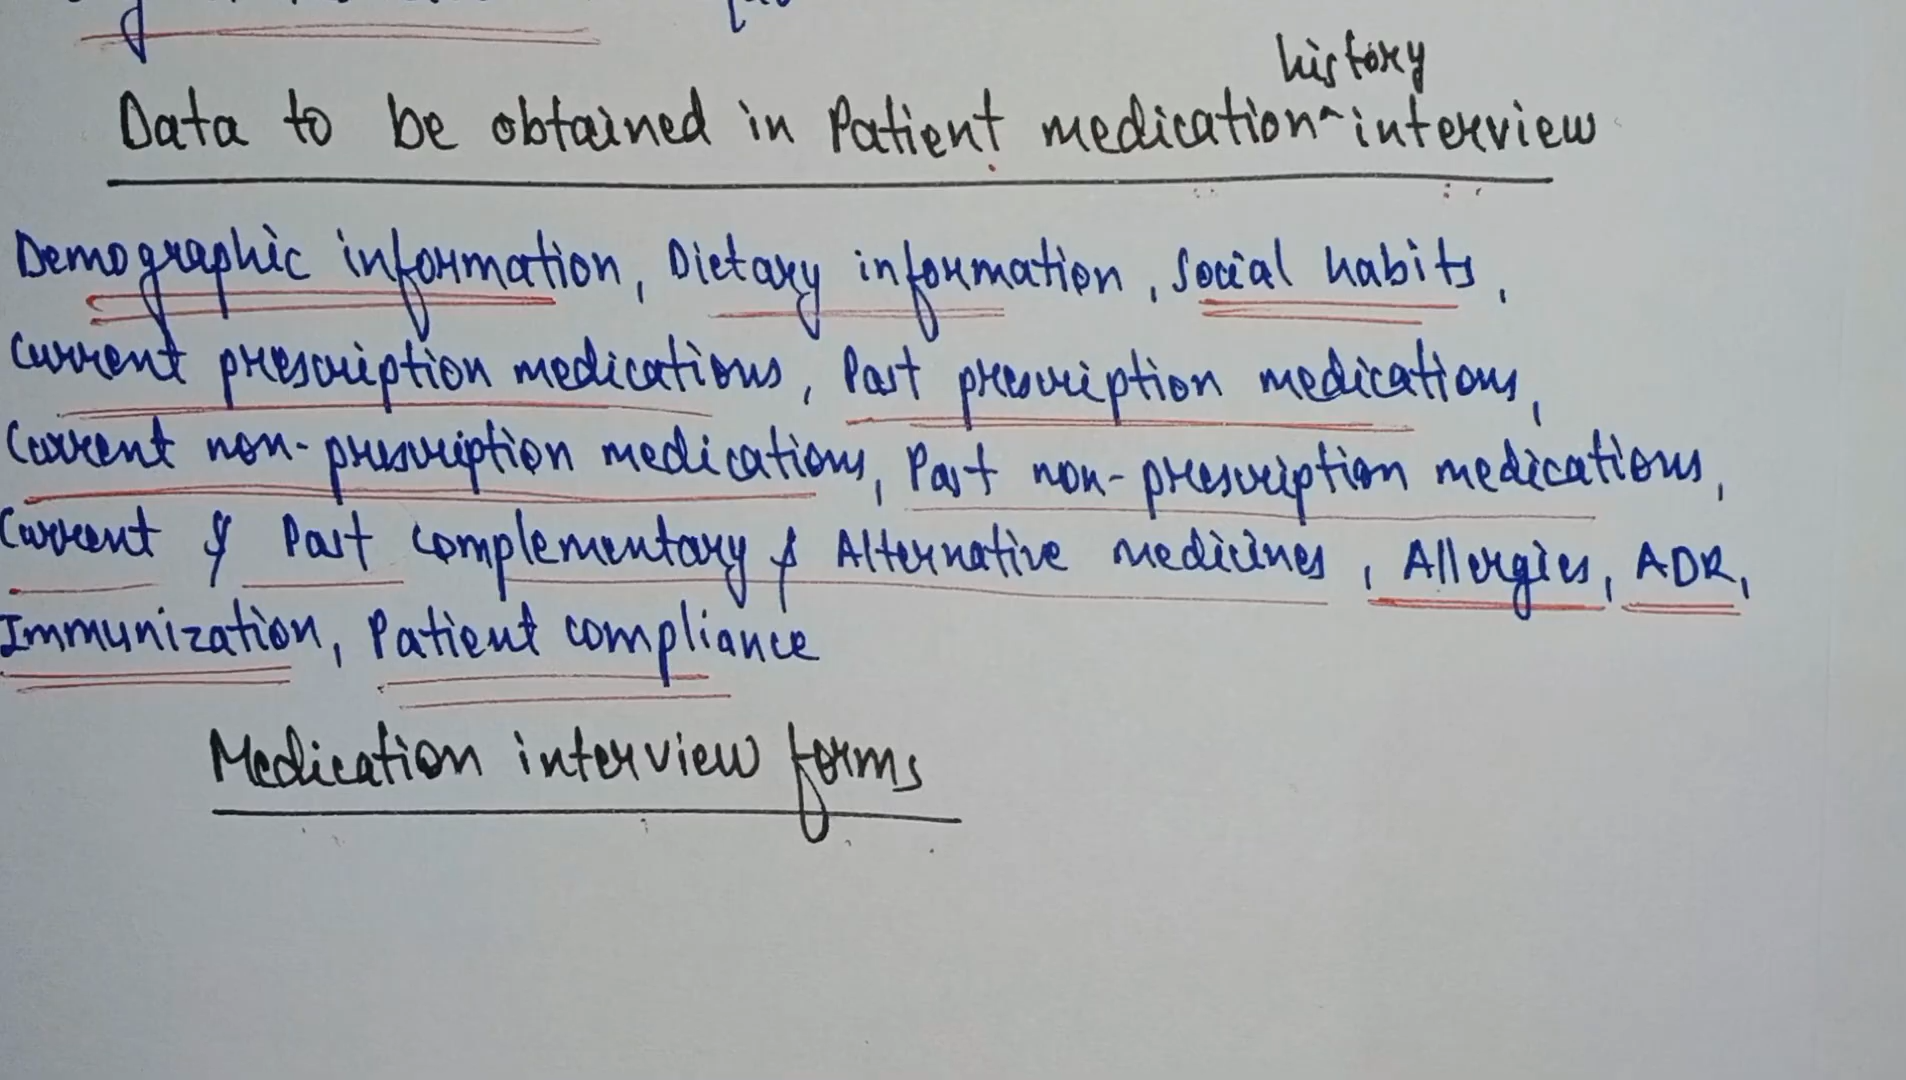 history
Data to be obtained in Patient medication^interview
Demographic information, Dietary information, Social habits,
Current prescription medications, Past prescription medications,
Current non-prescription medications, Past non-prescription medications,
Current & Past complementary & Alternative medicines, Allergies, ADR,
Immunization, Patient compliance
Medication interview forms